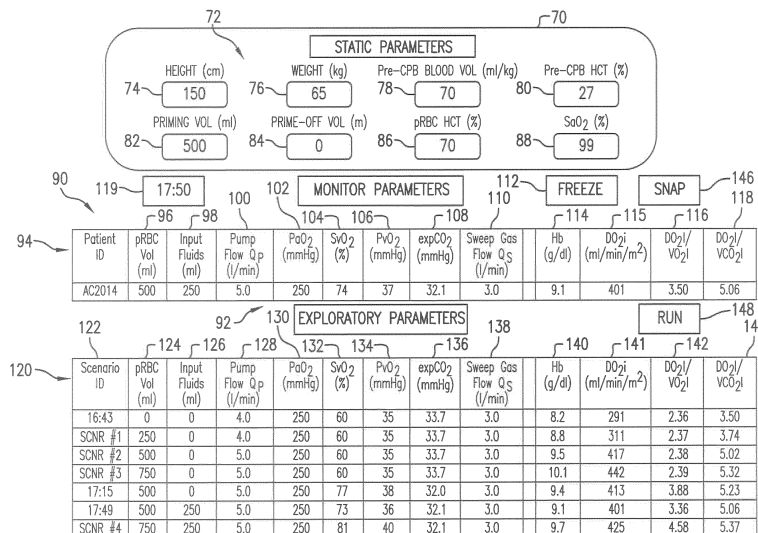 70
72
STATIC PARAMETERS
HEIGHT (cm) WEIGHT (kg) Pre-CPB BLOOD VOL (ml/kg) Pre-CPB HCT (%)
74 150 76 65 78 70 80 27
PRIMING VOL (ml) PRIME-OFF VOL (m) pRBC HCT (%) SaO2 (%)
82 500 84 0 86 70 88 99
90 119 17:50 102 MONITOR PARAMETERS 112 FREEZE SNAP 146
96 98 100 104 106 108 110 114 115 116 118
94 Patient ID pRBC Vol (ml) Input Fluids (ml) Pump Flow QP (l/min) PaO2 (mmHg) SvO2 (%) PvO2 (mmHg) expCO2 (mmHg) Sweep Gas Flow QS (l/min) Hb (g/dl) DO2i (ml/min/m2) DO2I/ VO2I DO2I/ VCO2I
AC2014 500 250 5.0 250 74 37 32.1 3.0 9.1 401 3.50 5.06
92 130 EXPLORATORY PARAMETERS 138 RUN 148
122 124 126 128 132 134 136 140 141 142 14
120 Scenario ID pRBC Vol (ml) Input Fluids (ml) Pump Flow QP (l/min) PaO2 (mmHg) SvO2 (%) PvO2 (mmHg) expCO2 (mmHg) Sweep Gas Flow QS (l/min) Hb (g/dl) DO2i (ml/min/m2) DO2I/ VO2I DO2I/ VCO2I
16:43 0 0 4.0 250 60 35 33.7 3.0 8.2 291 2.36 3.50
SCNR #1 250 0 4.0 250 60 35 33.7 3.0 8.8 311 2.37 3.74
SCNR #2 500 0 5.0 250 60 35 33.7 3.0 9.5 417 2.38 5.02
SCNR #3 750 0 5.0 250 60 35 33.7 3.0 10.1 442 2.39 5.32
17:15 500 0 5.0 250 77 38 32.0 3.0 9.4 413 3.88 5.23
17:49 500 250 5.0 250 73 36 32.1 3.0 9.1 401 3.36 5.06
SCNR #4 750 250 5.0 250 81 40 32.1 3.0 9.7 425 4.58 5.37